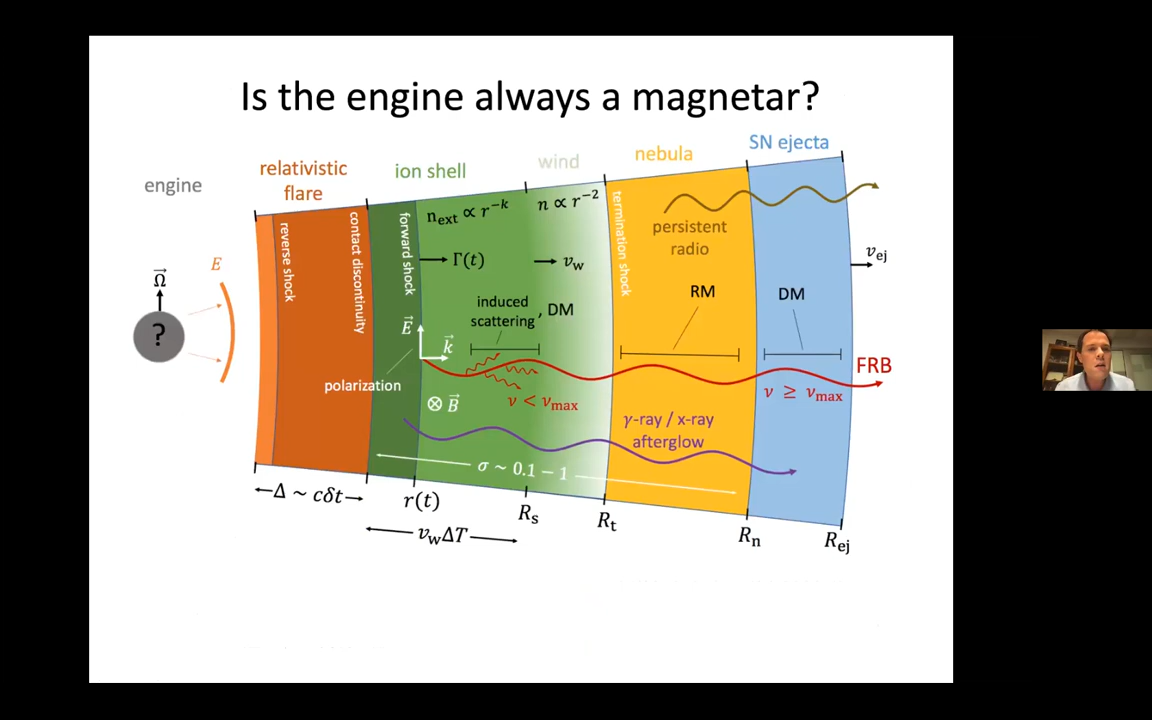 Is the engine always a magnetar?
SN ejecta
nebula
wind
ion shell
relativistic
flare
engine
n_ext ∝ r^−k
n ∝ r^−2
reverse shock
contact discontinuity
forward shock
termination shock
persistent
radio
Γ(t)
v_w
v_ej
E
Ω⃗
?
RM
DM
induced
scattering , DM
E⃗
k⃗
FRB
polarization
⊗ B⃗
ν < ν_max
ν ≥ ν_max
γ-ray / x-ray
afterglow
σ ~ 0.1 − 1
Δ ~ cδt
r(t)
R_s
R_t
R_n
R_ej
v_wΔT